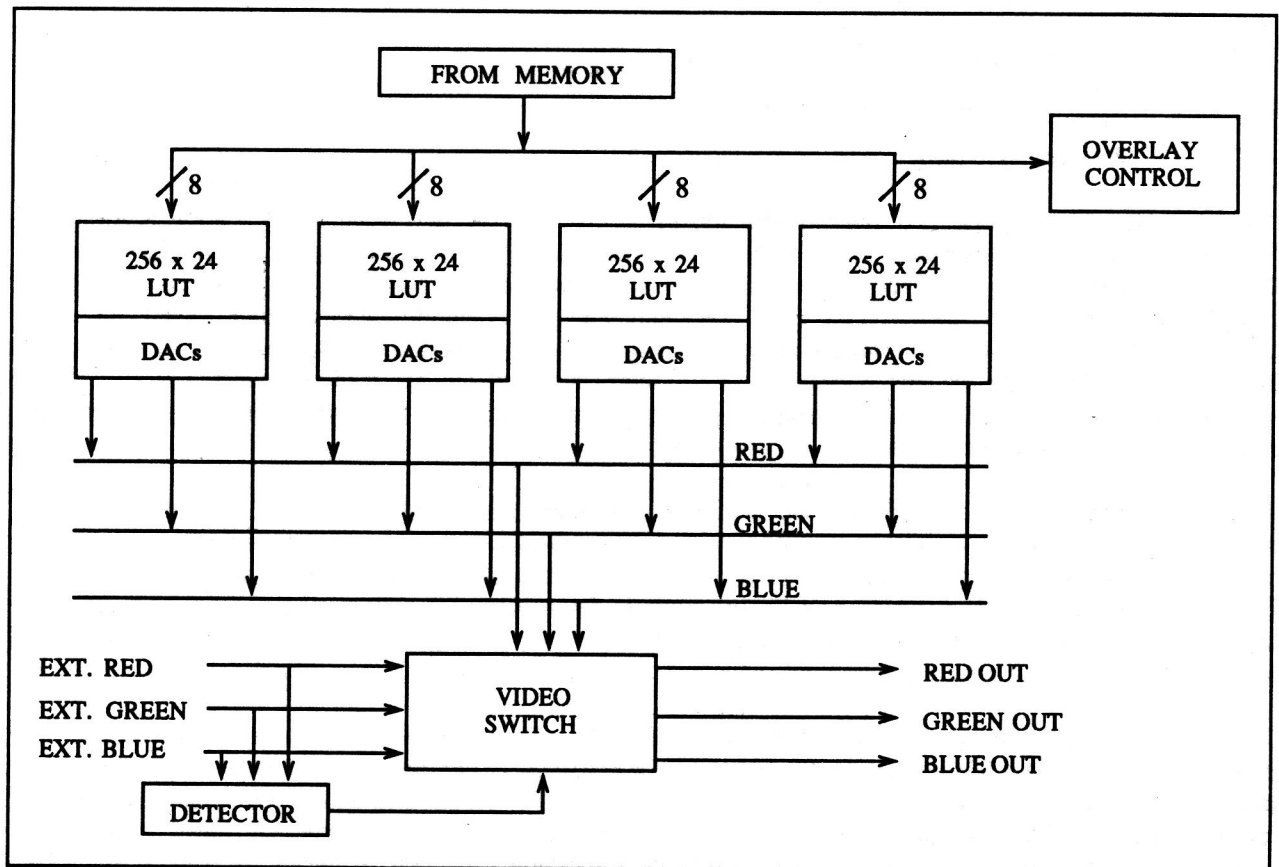 FROM MEMORY
OVERLAY
CONTROL
8
8
8
8
256 x 24
LUT
256 x 24
LUT
256 x 24
LUT
256 x 24
LUT
DACs
DACs
DACs
DACs
RED
GREEN
BLUE
EXT. RED
EXT. GREEN
EXT. BLUE
VIDEO
SWITCH
RED OUT
GREEN OUT
BLUE OUT
DETECTOR